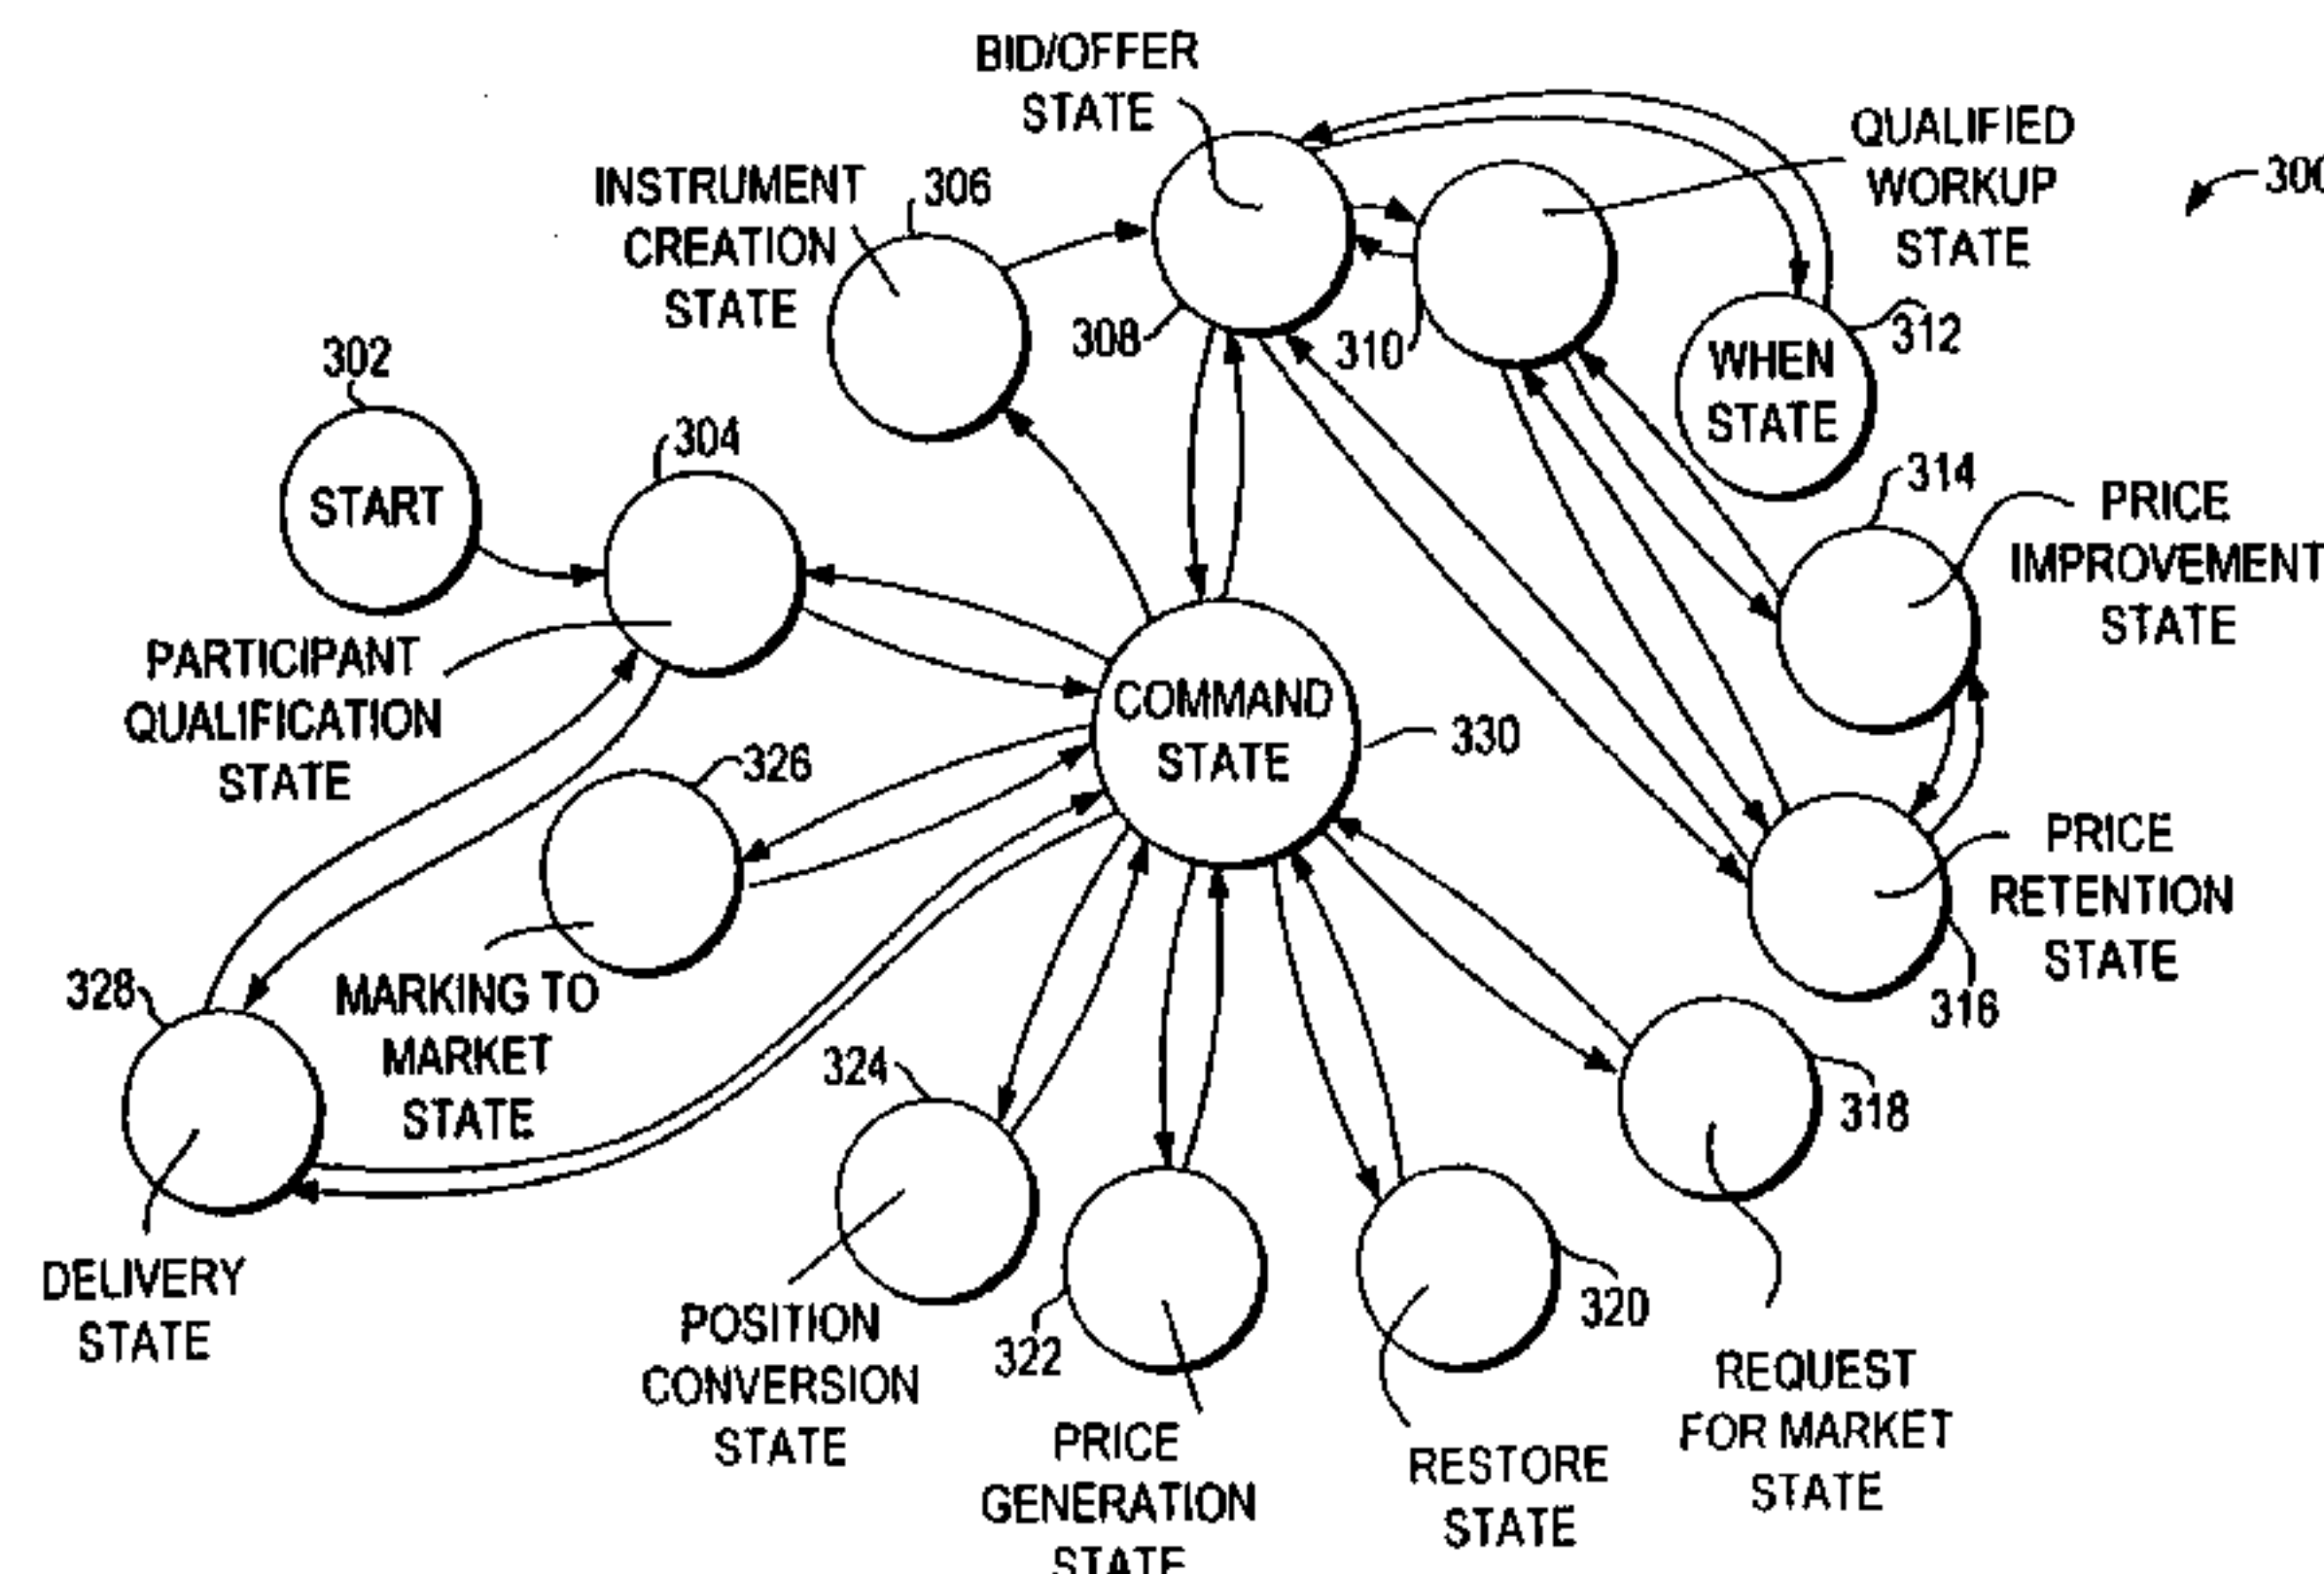 BID/OFFER
STATE
QUALIFIED
WORKUP
STATE
300
INSTRUMENT
CREATION
STATE
306
308
310
312
WHEN
STATE
302
START
304
314
PRICE
IMPROVEMENT
STATE
PARTICIPANT
QUALIFICATION
STATE
COMMAND
STATE
330
326
PRICE
RETENTION
STATE
316
328
MARKING TO
MARKET
STATE
324
318
DELIVERY
STATE
POSITION
CONVERSION
STATE
322
320
PRICE
GENERATION
STATE
RESTORE
STATE
REQUEST
FOR MARKET
STATE